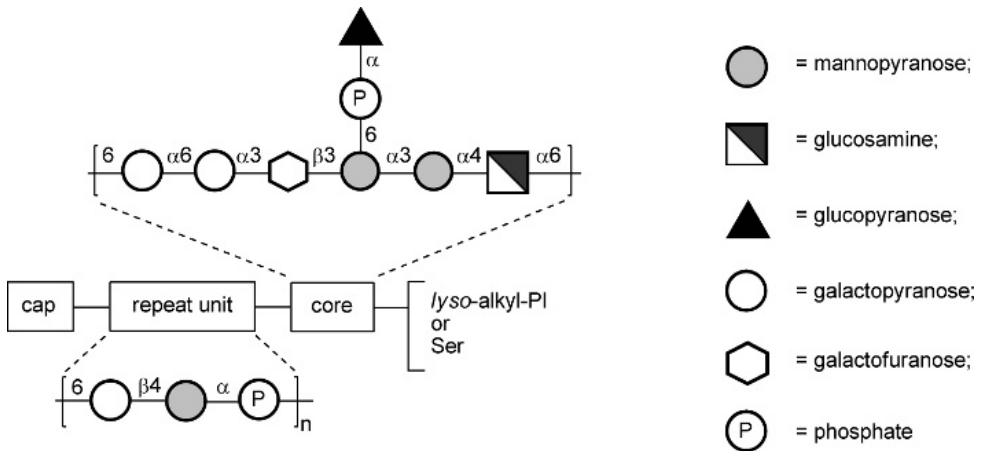 α
P
6
6 α6 α3 β3 α3 α4 α6
cap
repeat unit
core
lyso-alkyl-PI
or
Ser
6 β4 α P n
= mannopyranose;
= glucosamine;
= glucopyranose;
= galactopyranose;
= galactofuranose;
P = phosphate